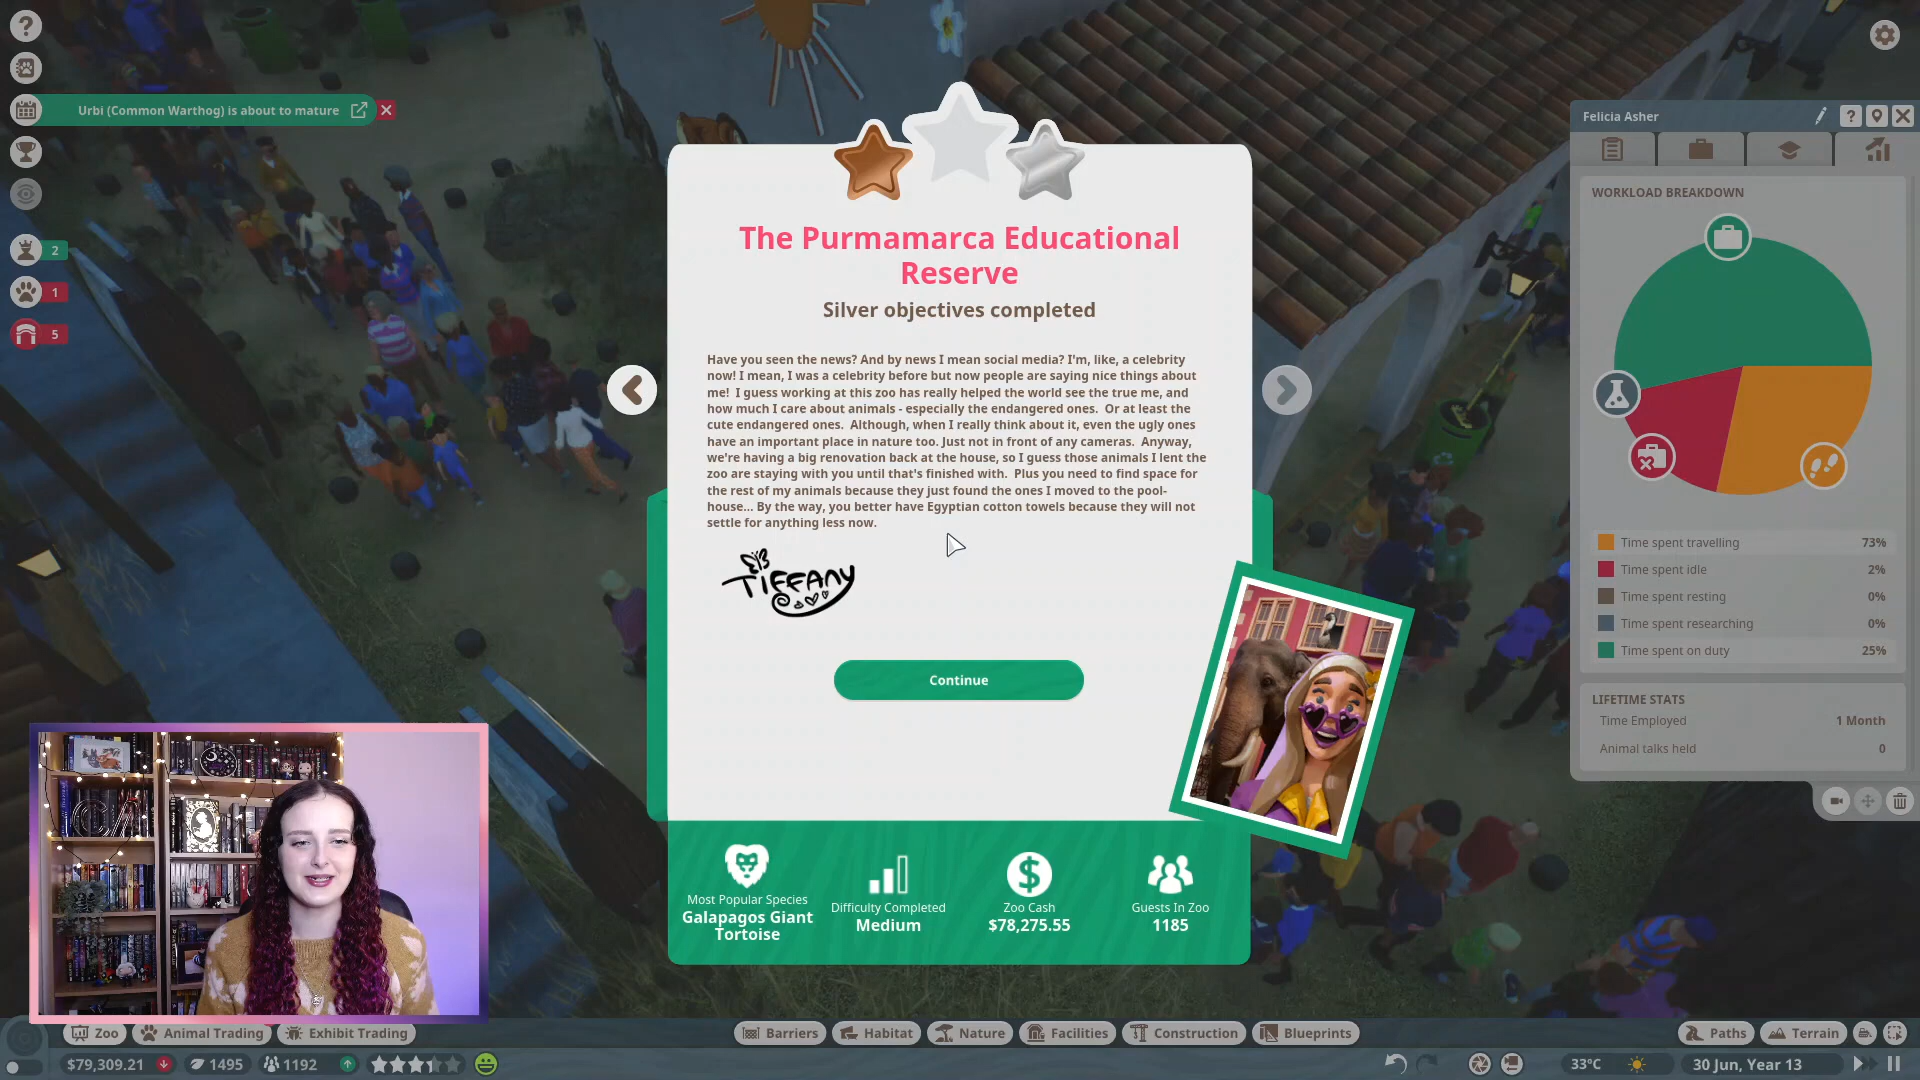 Urbi (Common Warthog) is about to mature
2
1
5
The Purmamarca Educational
Reserve
Silver objectives completed
Have you seen the news? And by news I mean social media? I'm, like, a celebrity
now! I mean, I was a celebrity before but now people are saying nice things about
me!  I guess working at this zoo has really helped the world see the true me, and
how much I care about animals - especially the endangered ones.  Or at least the
cute endangered ones.  Although, when I really think about it, even the ugly ones
have an important place in nature too. Just not in front of any cameras.  Anyway,
we're having a big renovation back at the house, so I guess those animals I lent the
zoo are staying with you until that's finished with.  Plus you need to find space for
the rest of my animals because they just found the ones I moved to the pool-
house... By the way, you better have Egyptian cotton towels because they will not
settle for anything less now.
TIFFANY
Continue
Most Popular Species
Galapagos Giant
Tortoise
Difficulty Completed
Medium
Zoo Cash
$78,275.55
Guests In Zoo
1185
Felicia Asher
WORKLOAD BREAKDOWN
Time spent travelling 73%
Time spent idle 2%
Time spent resting 0%
Time spent researching 0%
Time spent on duty 25%
LIFETIME STATS
Time Employed 1 Month
Animal talks held 0
Zoo Animal Trading Exhibit Trading
Barriers Habitat Nature Facilities Construction Blueprints
Paths Terrain
$79,309.21 1495 1192
33°C 30 Jun, Year 13